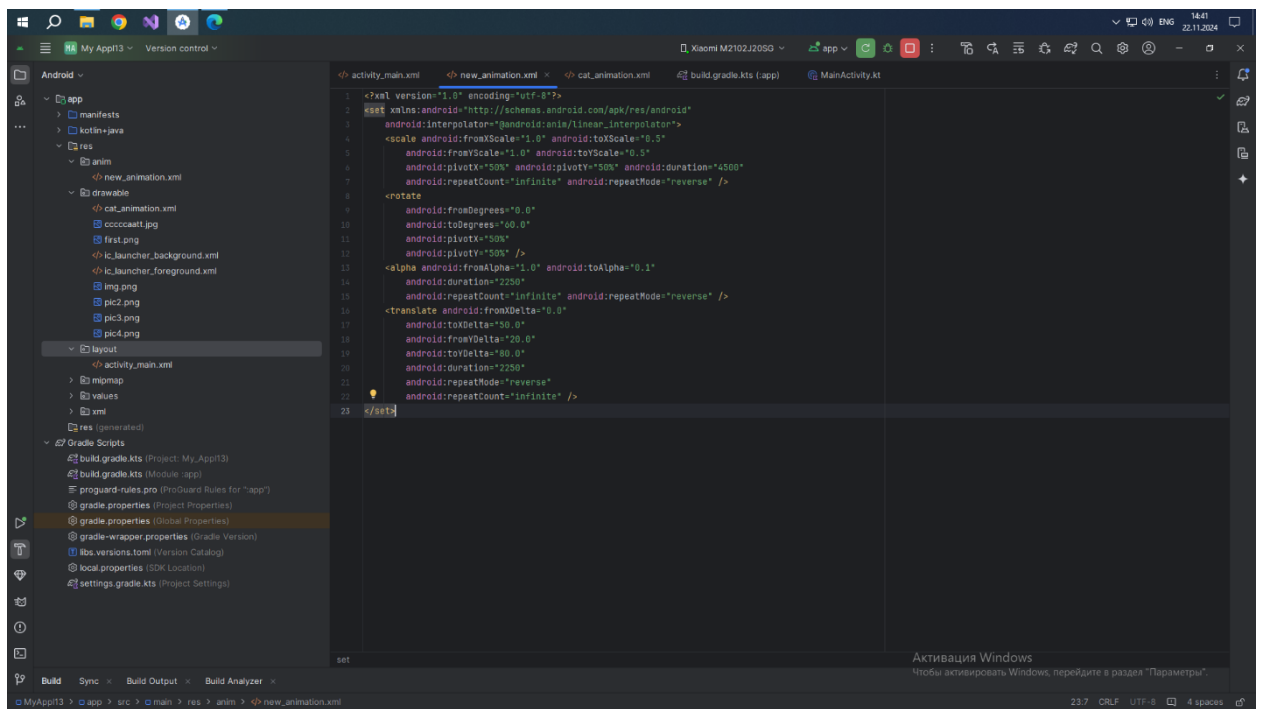 14:41
ENG
22.11.2024
MA My Appl13 Version control
Xiaomi M2102J20SG app
Android
activity_main.xml new_animation.xml cat_animation.xml build.gradle.kts (:app) MainActivity.kt
app
manifests
kotlin+java
res
anim
new_animation.xml
drawable
cat_animation.xml
cccccaatt.jpg
first.png
ic_launcher_background.xml
ic_launcher_foreground.xml
img.png
pic2.png
pic3.png
pic4.png
layout
activity_main.xml
mipmap
values
xml
res (generated)
Gradle Scripts
build.gradle.kts (Project: My_Appl13)
build.gradle.kts (Module :app)
proguard-rules.pro (ProGuard Rules for ":app")
gradle.properties (Project Properties)
gradle.properties (Global Properties)
gradle-wrapper.properties (Gradle Version)
libs.versions.toml (Version Catalog)
local.properties (SDK Location)
settings.gradle.kts (Project Settings)
1 <?xml version="1.0" encoding="utf-8"?>
2 <set xmlns:android="http://schemas.android.com/apk/res/android"
3 android:interpolator="@android:anim/linear_interpolator">
4 <scale android:fromXScale="1.0" android:toXScale="0.5"
5 android:fromYScale="1.0" android:toYScale="0.5"
6 android:pivotX="50%" android:pivotY="50%" android:duration="4500"
7 android:repeatCount="infinite" android:repeatMode="reverse" />
8 <rotate
9 android:fromDegrees="0.0"
10 android:toDegrees="60.0"
11 android:pivotX="50%"
12 android:pivotY="50%" />
13 <alpha android:fromAlpha="1.0" android:toAlpha="0.1"
14 android:duration="2250"
15 android:repeatCount="infinite" android:repeatMode="reverse" />
16 <translate android:fromXDelta="0.0"
17 android:toXDelta="50.0"
18 android:fromYDelta="20.0"
19 android:toYDelta="80.0"
20 android:duration="2250"
21 android:repeatMode="reverse"
22 android:repeatCount="infinite" />
23 </set>
set
Активация Windows
Чтобы активировать Windows, перейдите в раздел "Параметры".
Build Sync Build Output Build Analyzer
MyAppl13 > app > src > main > res > anim > new_animation.xml
23:7 CRLF UTF-8 4 spaces